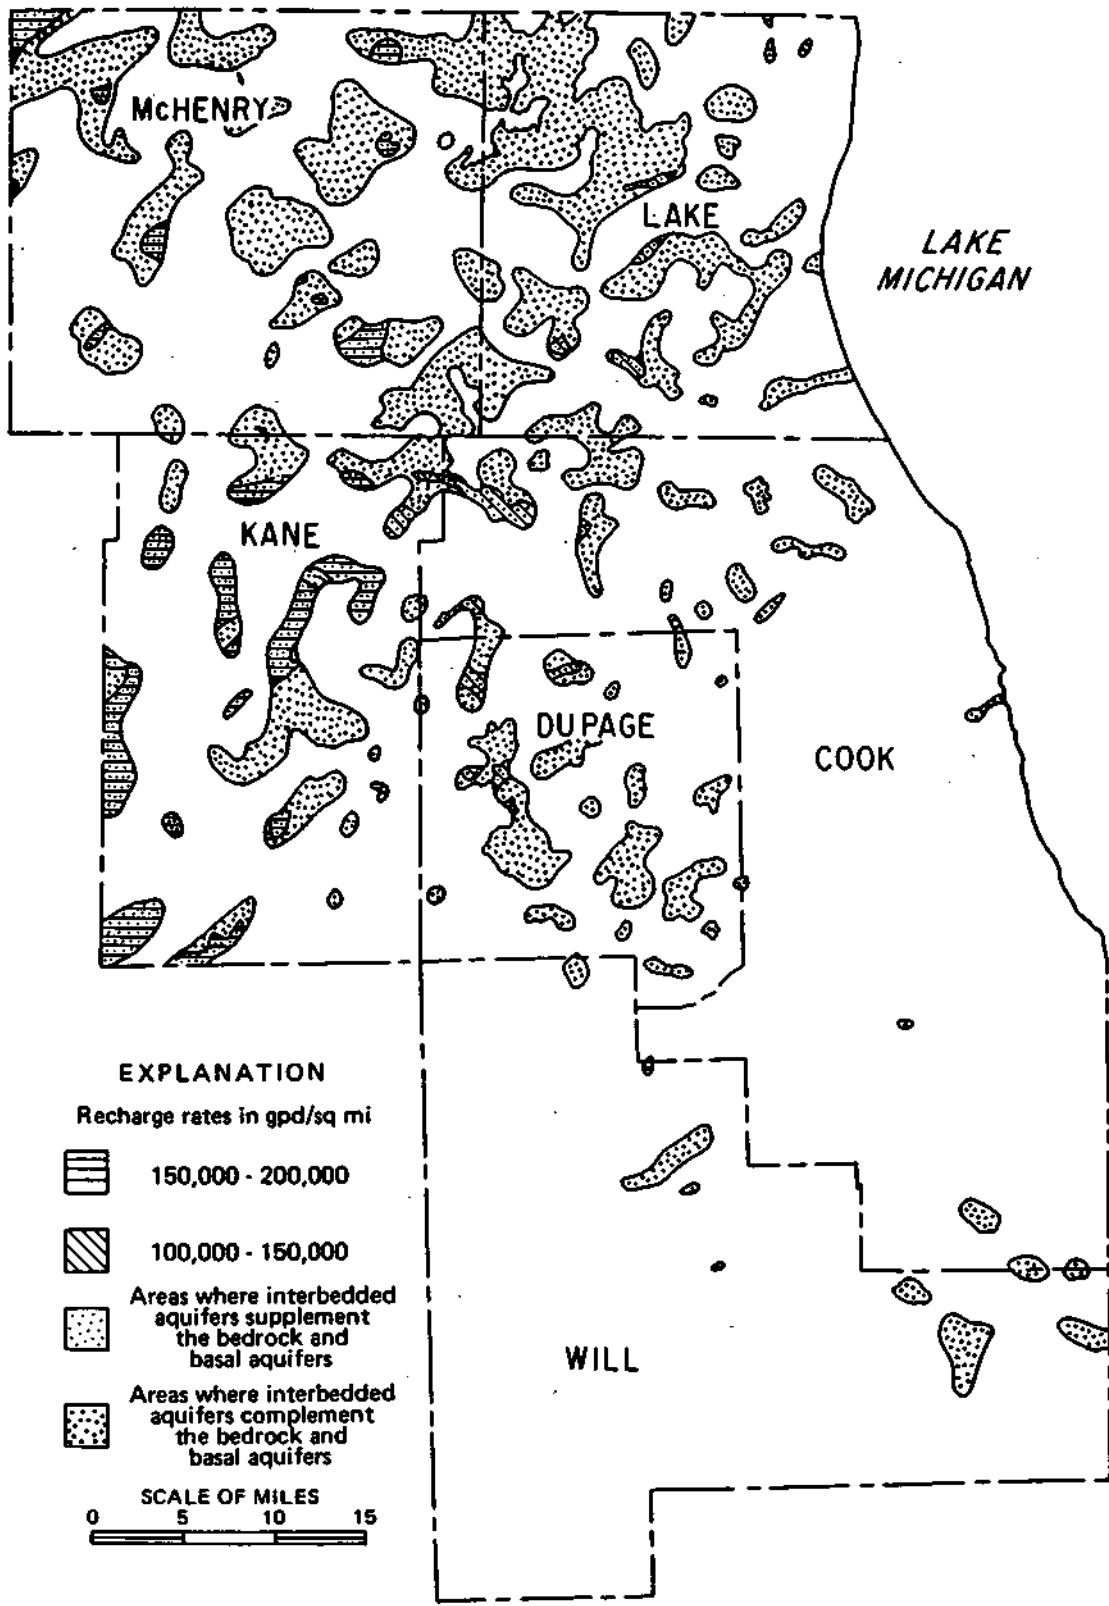 McHENRY
LAKE
LAKE
MICHIGAN
KANE
DU PAGE
COOK
EXPLANATION
Recharge rates in gpd/sq mi
150,000 - 200,000
100,000 - 150,000
Areas where interbedded
aquifers supplement
the bedrock and
basal aquifers
WILL
Areas where interbedded
aquifers complement
the bedrock and
basal aquifers
SCALE OF MILES
0 5 10 15